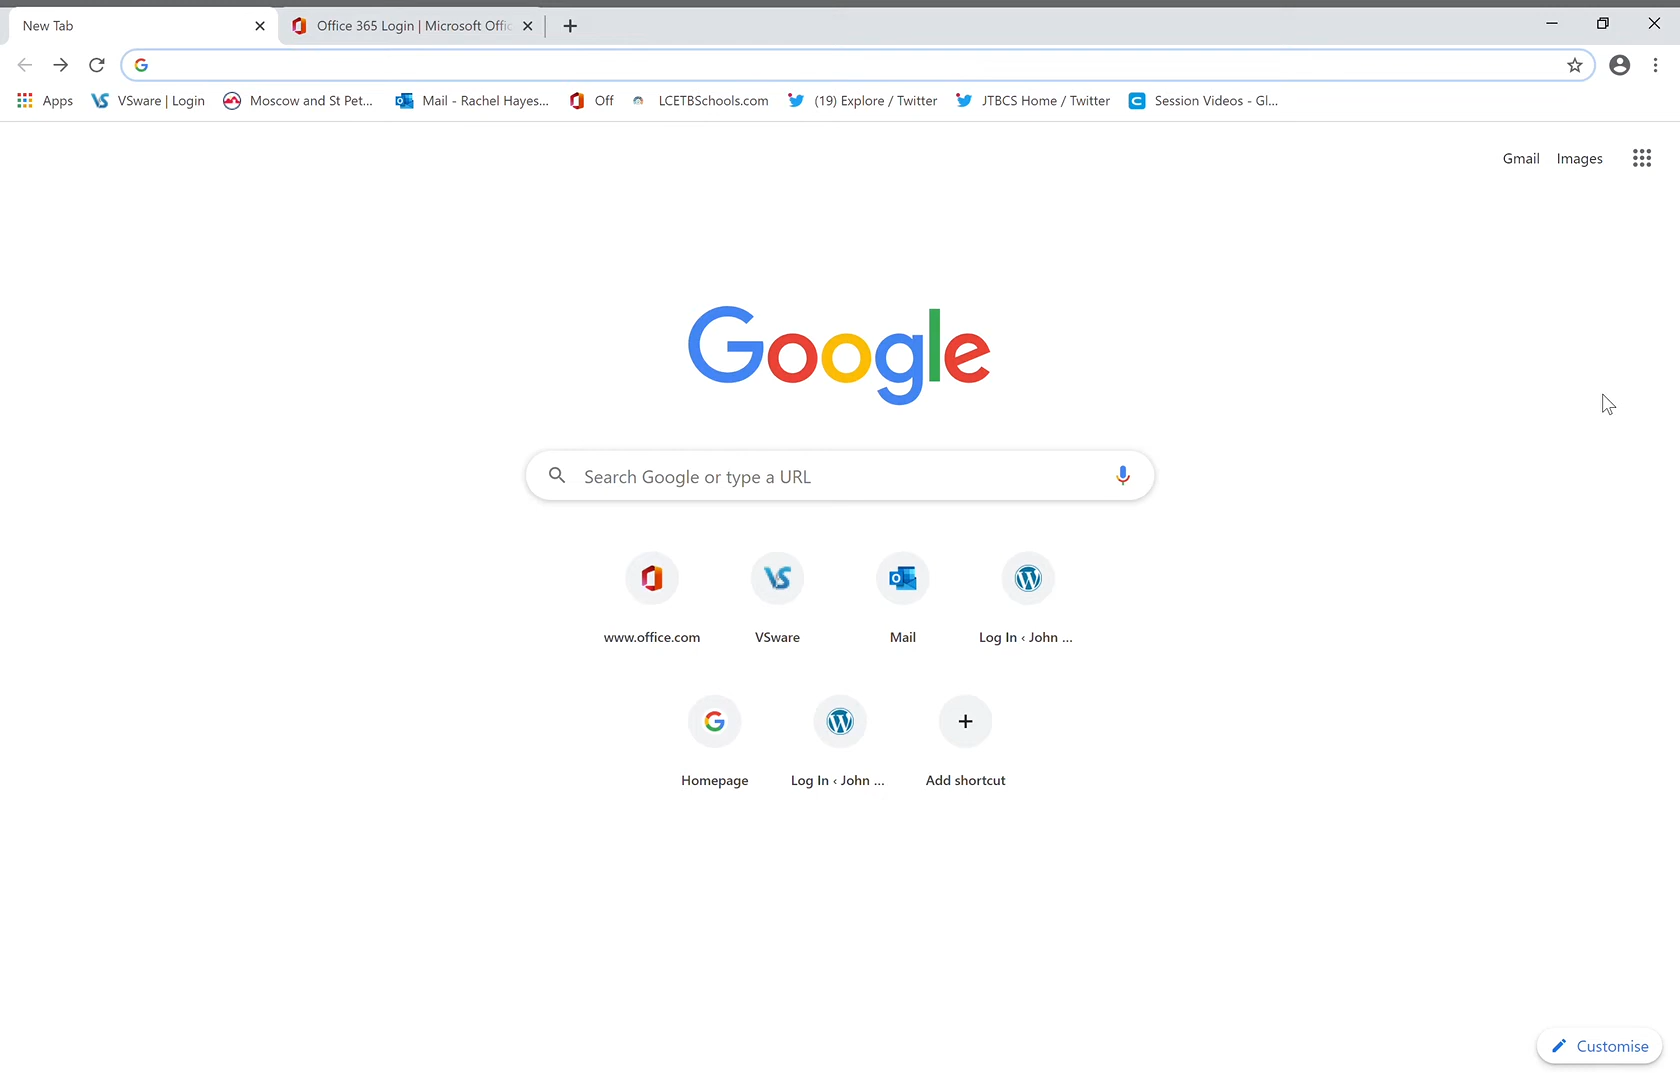 New Tab
Office 365 Login | Microsoft Offic
Apps
VSware | Login
Moscow and St Pet...
Mail - Rachel Hayes...
Off
LCETBSchools.com
(19) Explore / Twitter
JTBCS Home / Twitter
Session Videos - Gl...
Gmail
Images
Google
Search Google or type a URL
www.office.com
VSware
Mail
Log In ‹ John ...
Homepage
Log In ‹ John ...
Add shortcut
Customise